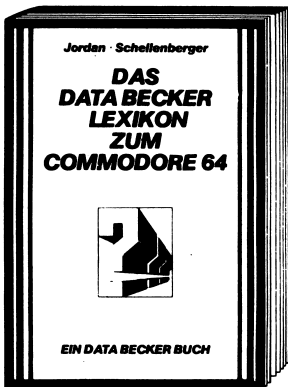 Jordan · Schellenberger
DAS
DATA BECKER
LEXIKON
ZUM
COMMODORE 64
EIN DATA BECKER BUCH